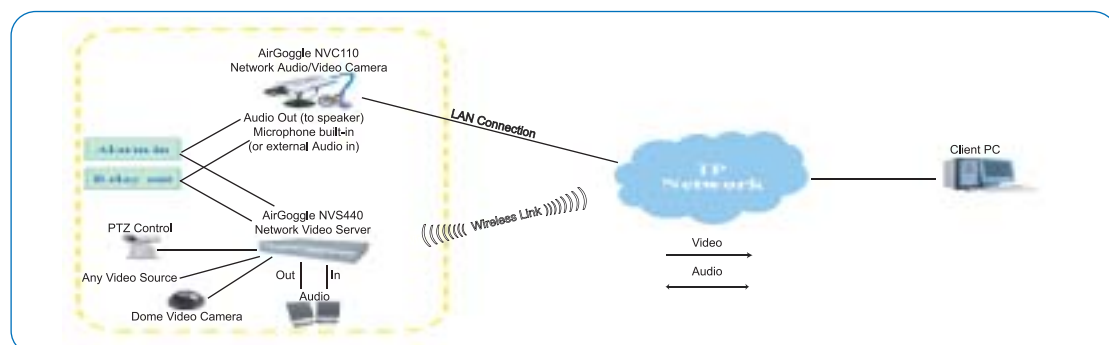 AirGoggle NVC110
Network Audio/Video Camera
Audio Out (to speaker)
Microphone built-in
(or external Audio in)
Alarm in
Relay out
LAN Connection
IP
Network
Client PC
AirGoggle NVS440
Network Video Server
Wireless Link
PTZ Control
Any Video Source
Dome Video Camera
Out
In
Audio
Video
Audio